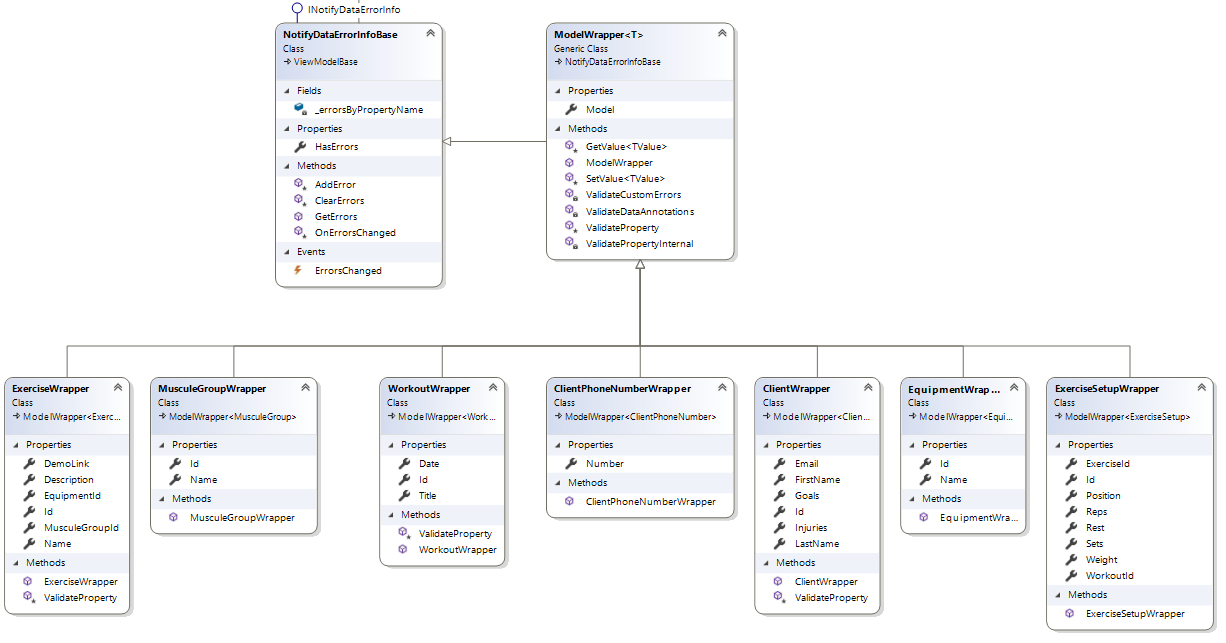 INotifyDataErrorInfo
NotifyDataErrorInfoBase
Class
ViewModelBase
Fields
_errorsByPropertyName
Properties
HasErrors
Methods
AddError
ClearErrors
GetErrors
OnErrorsChanged
Events
ErrorsChanged
ModelWrapper<T>
Generic Class
NotifyDataErrorInfoBase
Properties
Model
Methods
GetValue<TValue>
ModelWrapper
SetValue<TValue>
ValidateCustomErrors
ValidateDataAnnotations
ValidateProperty
ValidatePropertyInternal
ExerciseWrapper
Class
ModelWrapper<Exerc...
Properties
DemoLink
Description
EquipmentId
Id
MusculeGroupId
Name
Methods
ExerciseWrapper
ValidateProperty
MusculeGroupWrapper
Class
ModelWrapper<MusculeGroup>
Properties
Id
Name
Methods
MusculeGroupWrapper
WorkoutWrapper
Class
ModelWrapper<Work...
Properties
Date
Id
Title
Methods
ValidateProperty
WorkoutWrapper
ClientPhoneNumberWrapper
Class
ModelWrapper<ClientPhoneNumber>
Properties
Number
Methods
ClientPhoneNumberWrapper
ClientWrapper
Class
ModelWrapper<Clien...
Properties
Email
FirstName
Goals
Id
Injuries
LastName
Methods
ClientWrapper
ValidateProperty
EquipmentWrap...
Class
ModelWrapper<Equi...
Properties
Id
Name
Methods
EquipmentWra...
ExerciseSetupWrapper
Class
ModelWrapper<ExerciseSetup>
Properties
ExerciseId
Id
Position
Reps
Rest
Sets
Weight
WorkoutId
Methods
ExerciseSetupWrapper